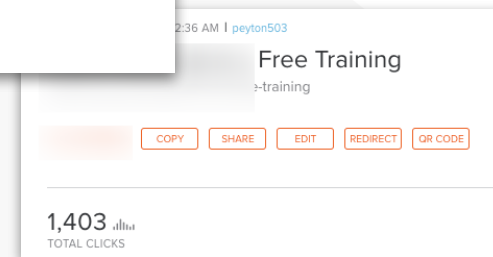 2:36 AM | peyton503
Free Training
e-training
COPY SHARE EDIT REDIRECT QR CODE
1,403
TOTAL CLICKS